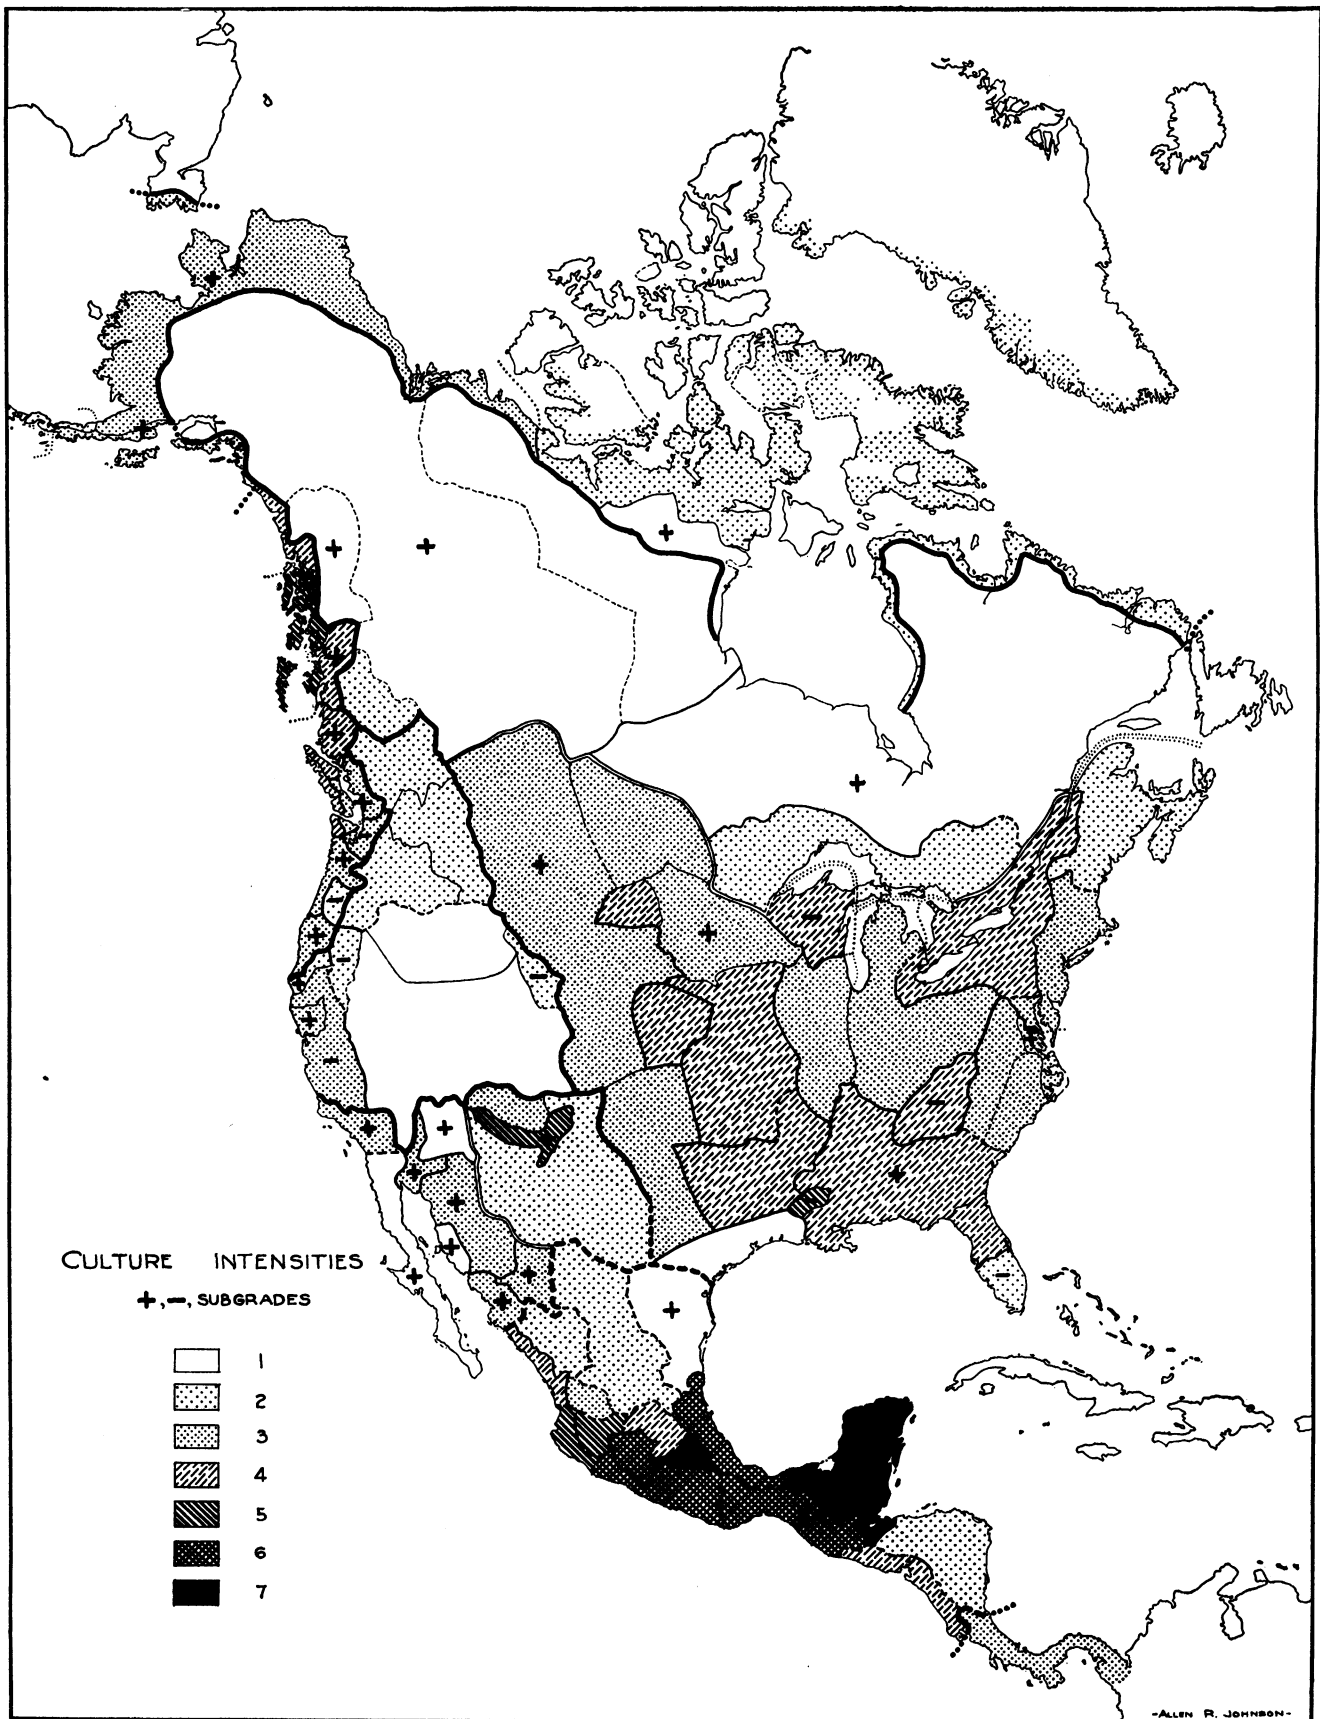 CULTURE INTENSITIES
+, -, SUBGRADES
1
2
3
4
5
6
7
-ALLEN R. JOHNSON-